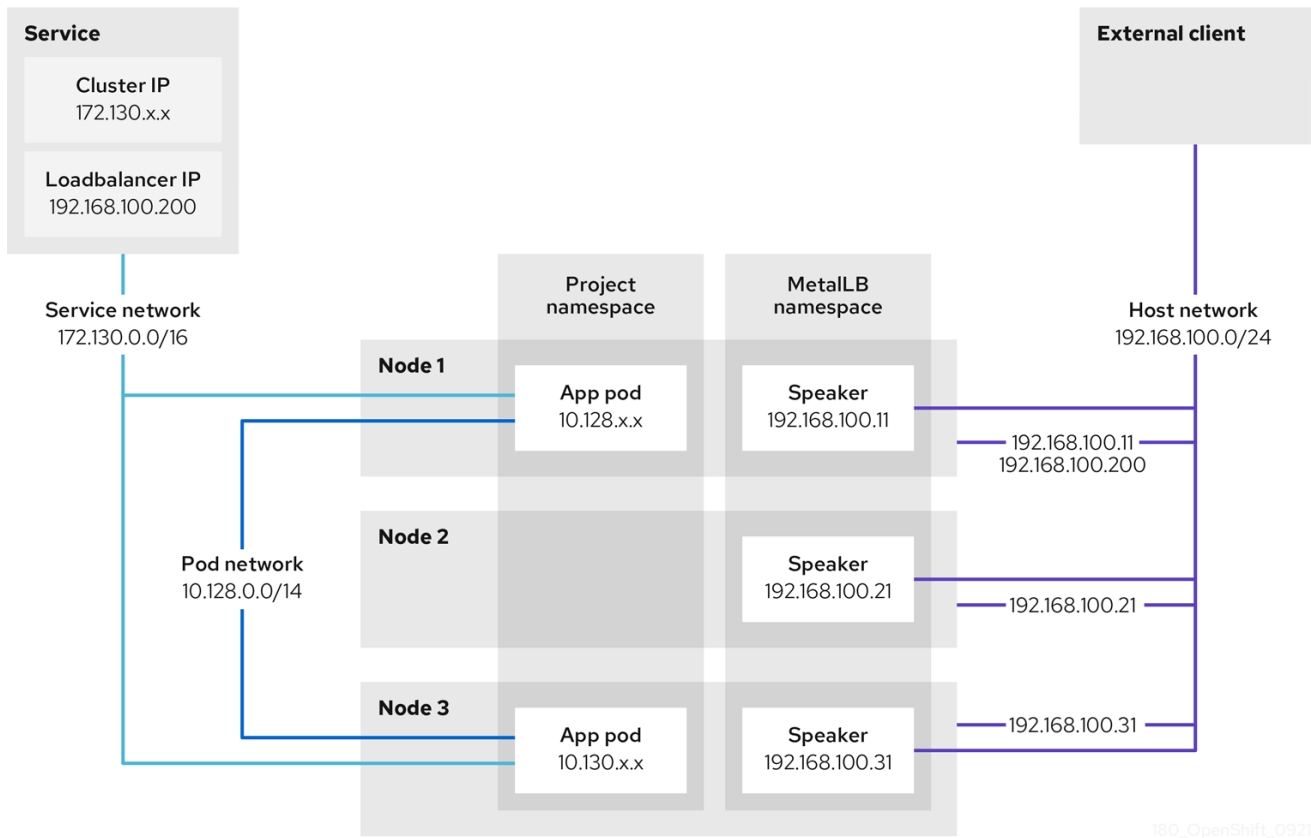 Service
Cluster IP
172.130.x.x
Loadbalancer IP
192.168.100.200
External client
Service network
172.130.0.0/16
Project
namespace
MetalLB
namespace
Host network
192.168.100.0/24
Node 1
App pod
10.128.x.x
Speaker
192.168.100.11
192.168.100.11
192.168.100.200
Pod network
10.128.0.0/14
Node 2
Speaker
192.168.100.21
192.168.100.21
Node 3
App pod
10.130.x.x
Speaker
192.168.100.31
192.168.100.31
180_OpenShift_0921